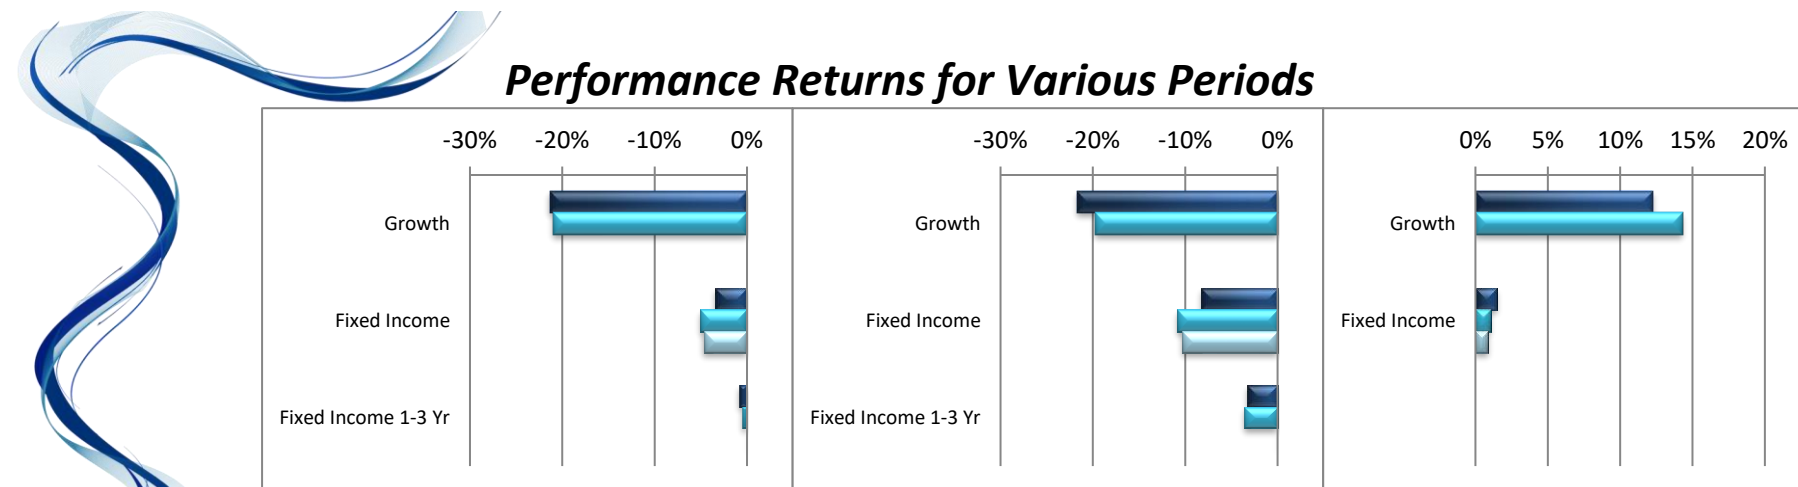 Performance Returns for Various Periods
-30% -20% -10% 0%
Growth
Fixed Income
Fixed Income 1-3 Yr
-30% -20% -10% 0%
Growth
Fixed Income
Fixed Income 1-3 Yr
0% 5% 10% 15% 20%
Growth
Fixed Income